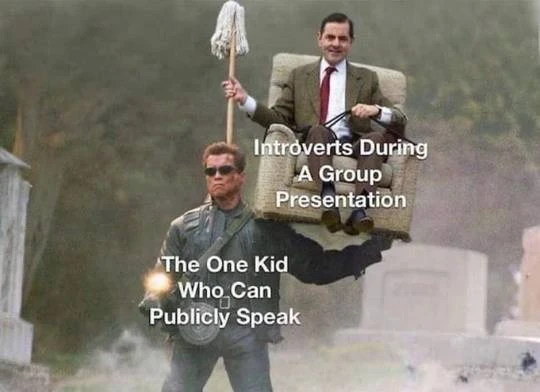 Introverts During
A Group
Presentation
The One Kid
Who Can
Publicly Speak